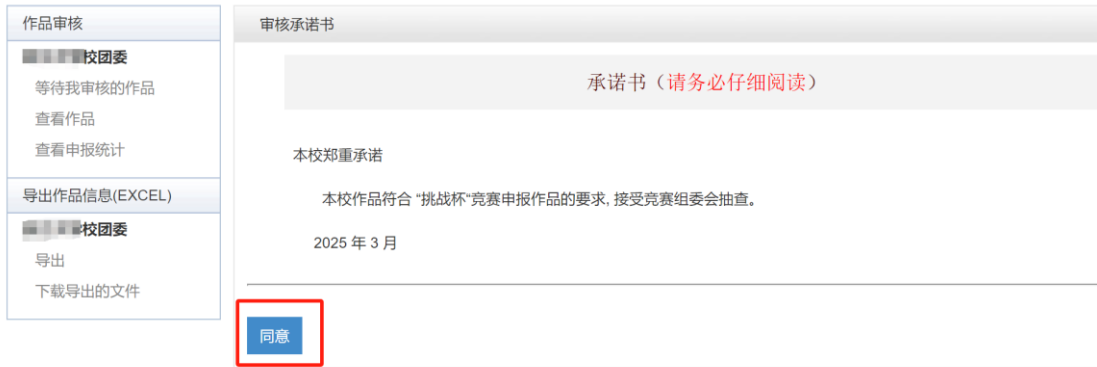 作品审核
校团委
等待我审核的作品
查看作品
查看申报统计
导出作品信息(EXCEL)
校团委
导出
下载导出的文件
审核承诺书
承诺书（请务必仔细阅读）
本校郑重承诺
本校作品符合 “挑战杯“竞赛申报作品的要求, 接受竞赛组委会抽查。
2025 年 3 月
同意